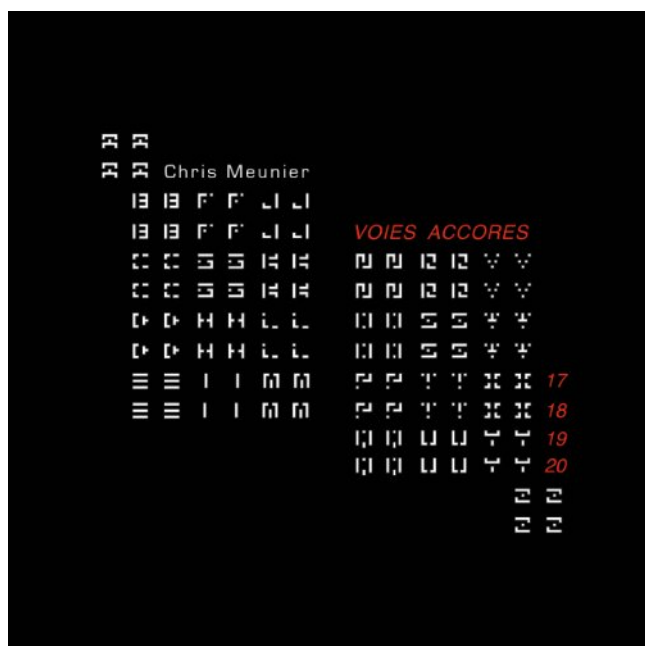 A A
A A Chris Meunier
B B F F J J
B B F F J J VOIES ACCORES
C C G G K K N N R R V V
C C G G K K N N R R V V
D D H H L L O O S S W W
D D H H L L O O S S W W
E E I I M M P P T T X X 17
E E I I M M P P T T X X 18
Q Q U U Y Y 19
Q Q U U Y Y 20
Z Z
Z Z